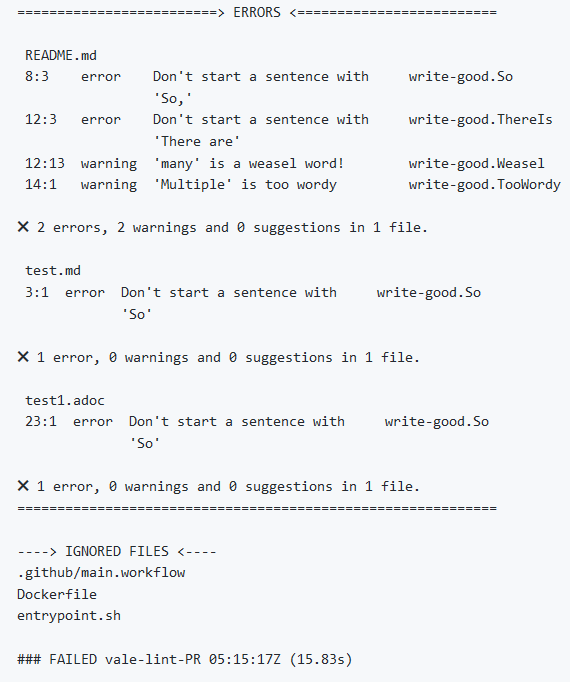 =========================> ERRORS <=========================
README.md
8:3 error Don't start a sentence with write-good.So
'So,'
12:3 error Don't start a sentence with write-good.ThereIs
'There are'
12:13 warning 'many' is a weasel word! write-good.Weasel
14:1 warning 'Multiple' is too wordy write-good.TooWordy
✖ 2 errors, 2 warnings and 0 suggestions in 1 file.
test.md
3:1 error Don't start a sentence with write-good.So
'So'
✖ 1 error, 0 warnings and 0 suggestions in 1 file.
test1.adoc
23:1 error Don't start a sentence with write-good.So
'So'
✖ 1 error, 0 warnings and 0 suggestions in 1 file.
============================================================
----> IGNORED FILES <----
.github/main.workflow
Dockerfile
entrypoint.sh
### FAILED vale-lint-PR 05:15:17Z (15.83s)